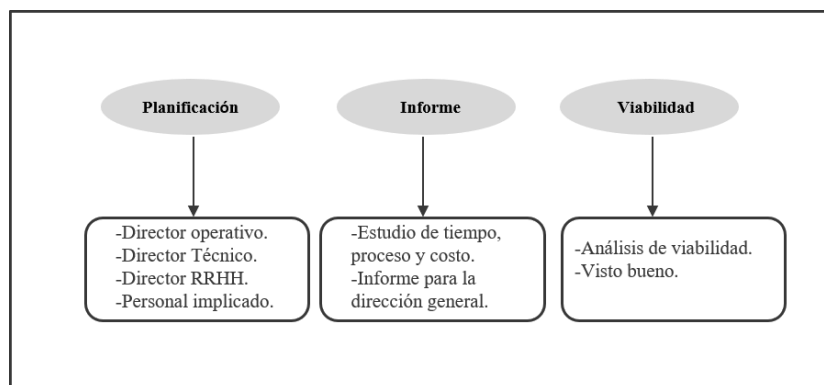 Planificación
Informe
Viabilidad
-Director operativo.
-Director Técnico.
-Director RRHH.
-Personal implicado.
-Estudio de tiempo,
proceso y costo.
-Informe para la
dirección general.
-Análisis de viabilidad.
-Visto bueno.